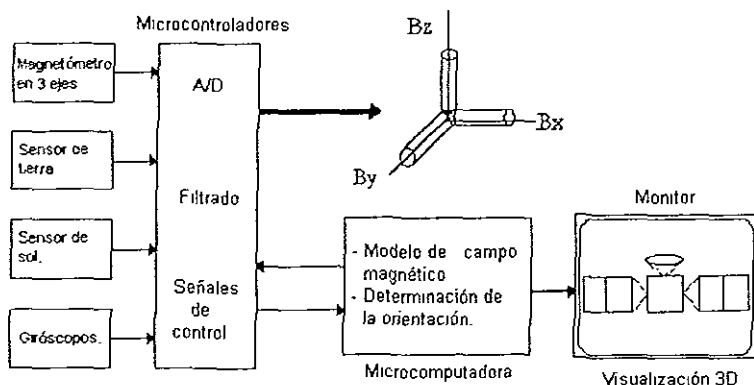 Microcontroladores
Magnetómetro
en 3 ejes
Sensor de
tierra
Sensor de
sol.
Giróscopos.
A/D
Filtrado
Señales
de
control
Bz
Bx
By
- Modelo de campo
magnético
- Determinación de
la orientación.
Microcomputadora
Monitor
Visualización 3D